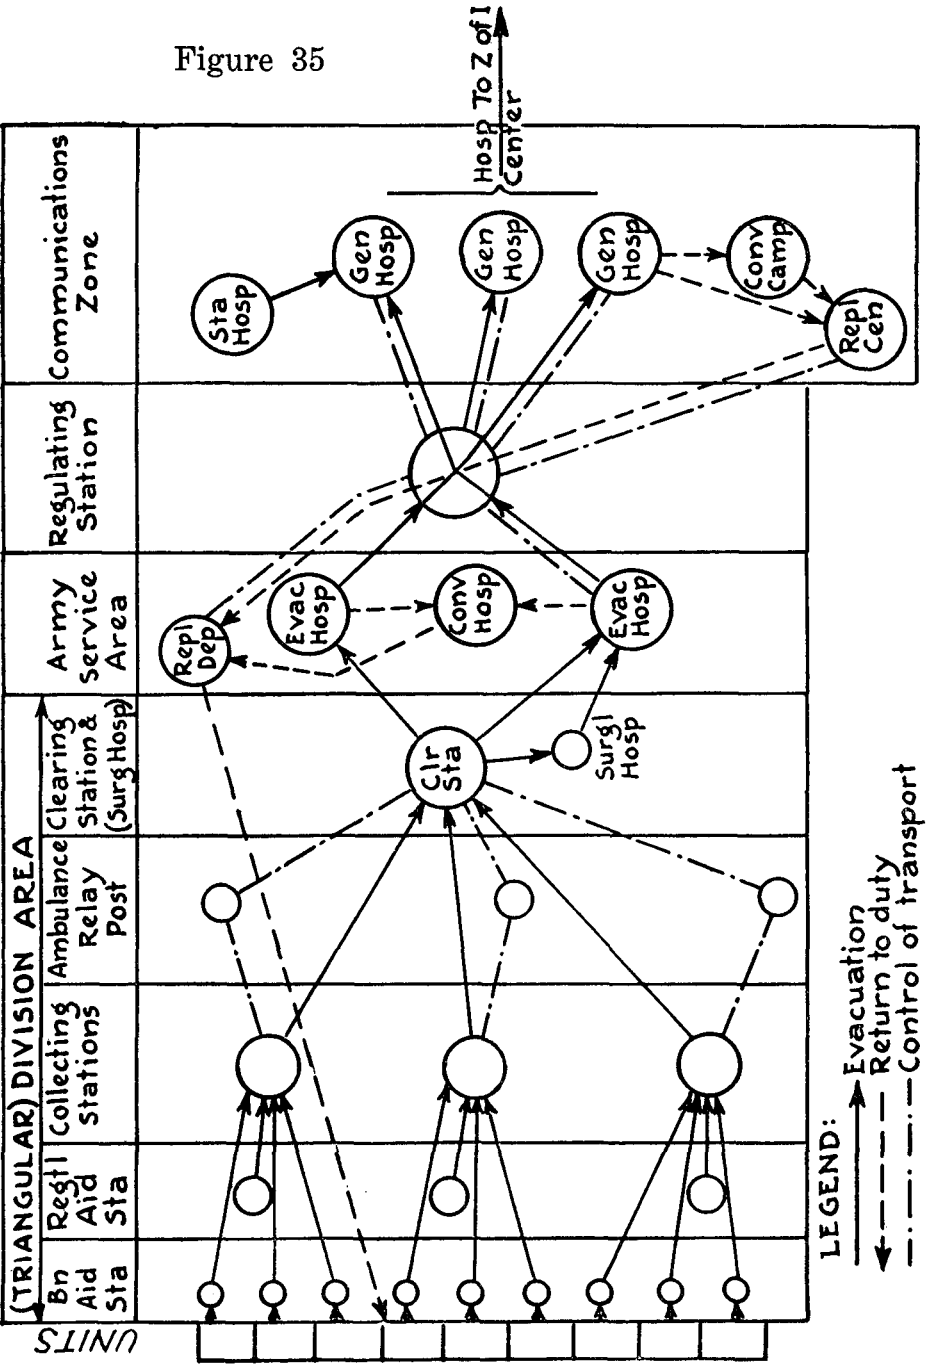 Figure 35
Hosp To Z of I
Center
Communications
Zone
Sta
Hosp
Gen
Hosp
Gen
Hosp
Gen
Hosp
Conv
Camp
Repl
Cen
Regulating
Station
Army
Service
Area
Repl
Dep
Evac
Hosp
Conv
Hosp
Evac
Hosp
(TRIANGULAR) DIVISION AREA
Clearing
Station &
(Surg Hosp)
Clr
Sta
Surgl
Hosp
Ambulance
Relay
Post
Collecting
Stations
Regtl
Aid
Sta
Bn
Aid
Sta
UNITS
LEGEND:
Evacuation
Return to duty
Control of transport